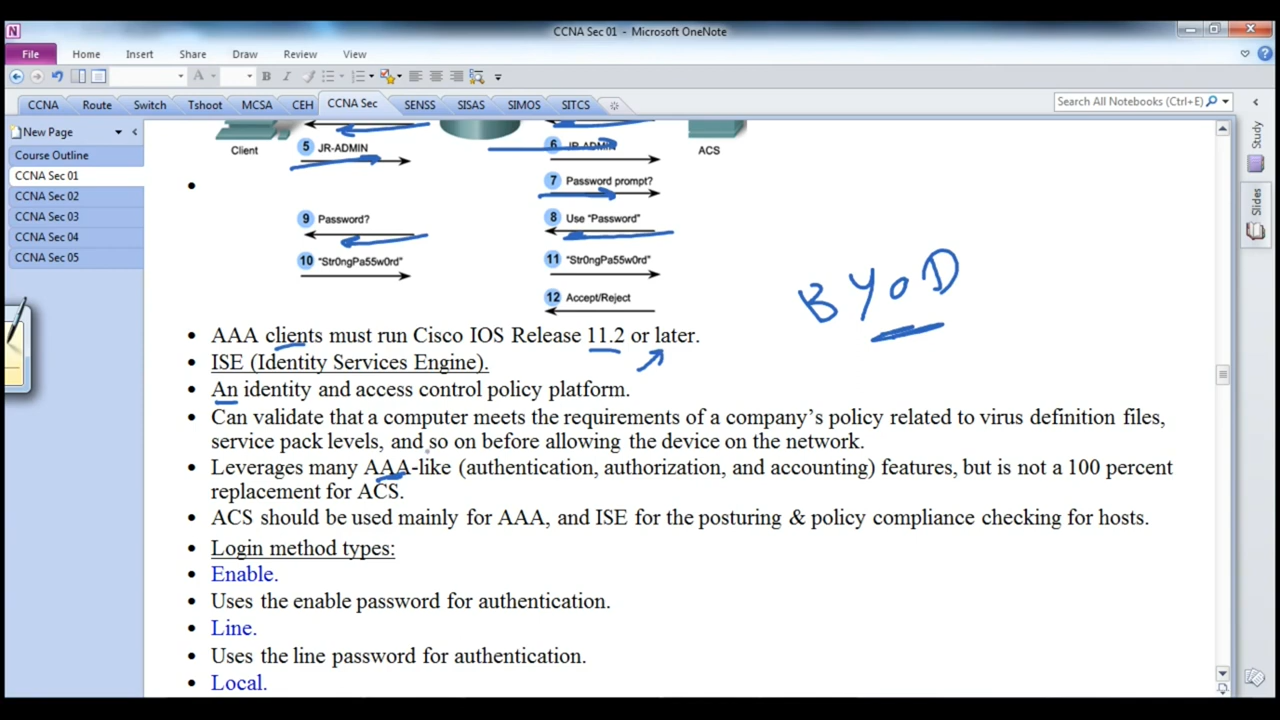 CCNA Sec 01 - Microsoft OneNote
File Home Insert Share Draw Review View
CCNA Route Switch Tshoot MCSA CEH CCNA Sec SENSS SISAS SIMOS SITCS
Search All Notebooks (Ctrl+E)
New Page
Course Outline
CCNA Sec 01
CCNA Sec 02
CCNA Sec 03
CCNA Sec 04
CCNA Sec 05
Study
Slides
Client
ACS
5 JR-ADMIN
6 JR-ADMIN
7 Password prompt?
9 Password?
8 Use "Password"
10 "Str0ngPa55w0rd"
11 "Str0ngPa55w0rd"
12 Accept/Reject
BYOD
• AAA clients must run Cisco IOS Release 11.2 or later.
• ISE (Identity Services Engine).
• An identity and access control policy platform.
• Can validate that a computer meets the requirements of a company's policy related to virus definition files,
service pack levels, and so on before allowing the device on the network.
• Leverages many AAA-like (authentication, authorization, and accounting) features, but is not a 100 percent
replacement for ACS.
• ACS should be used mainly for AAA, and ISE for the posturing & policy compliance checking for hosts.
• Login method types:
• Enable.
• Uses the enable password for authentication.
• Line.
• Uses the line password for authentication.
• Local.